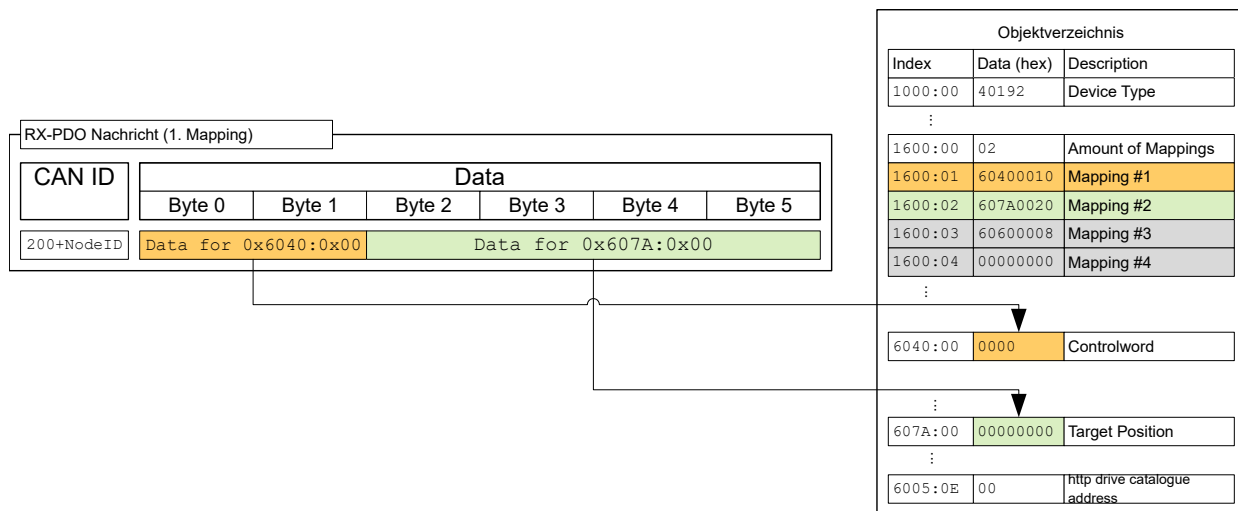 Objektverzeichnis
Index Data (hex) Description
1000:00 40192 Device Type
⋮
RX-PDO Nachricht (1. Mapping)
CAN ID Data
Byte 0 Byte 1 Byte 2 Byte 3 Byte 4 Byte 5
200+NodeID Data for 0x6040:0x00 Data for 0x607A:0x00
1600:00 02 Amount of Mappings
1600:01 60400010 Mapping #1
1600:02 607A0020 Mapping #2
1600:03 60600008 Mapping #3
1600:04 00000000 Mapping #4
⋮
6040:00 0000 Controlword
⋮
607A:00 00000000 Target Position
⋮
6005:0E 00 http drive catalogue
address